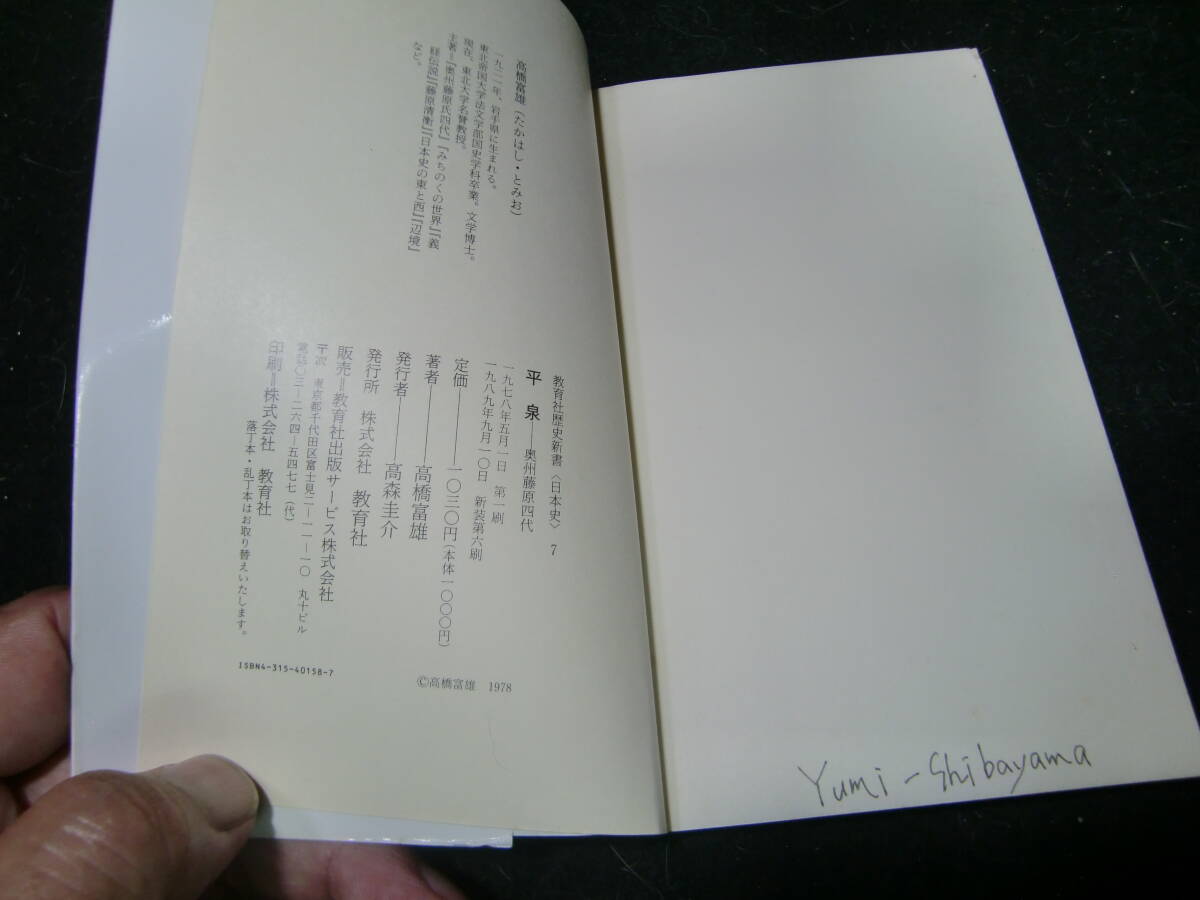 高橋富雄(たかはし・とみお)
一九二一年、岩手県に生まれる。
東北帝国大学法文学部国史学科卒業。文学博士。
現在、東北大学名誉教授。
主著=『奥州藤原氏四代』『みちのくの世界』『義
経伝説』『藤原清衡』『日本史の東と西』『辺境』
など。
教育社歴史新書〈日本史〉7
平 泉——奥州藤原四代
一九七八年五月一日 第一刷
一九八九年九月一〇日 新装第六刷
定価————一〇三〇円(本体一〇〇〇円)
著者————高橋富雄
発行者————高森圭介
発行所 株式会社 教育社
販売=教育社出版サービス株式会社
東京都千代田区富士見二—一一—一〇 丸十ビル
電話〇三—二六四—五四七七(代)
印刷=株式会社 教育社
落丁本・乱丁本はお取り替えいたします。
©高橋富雄 1978
ISBN4-315-40158-7
Yumi - Shibayama